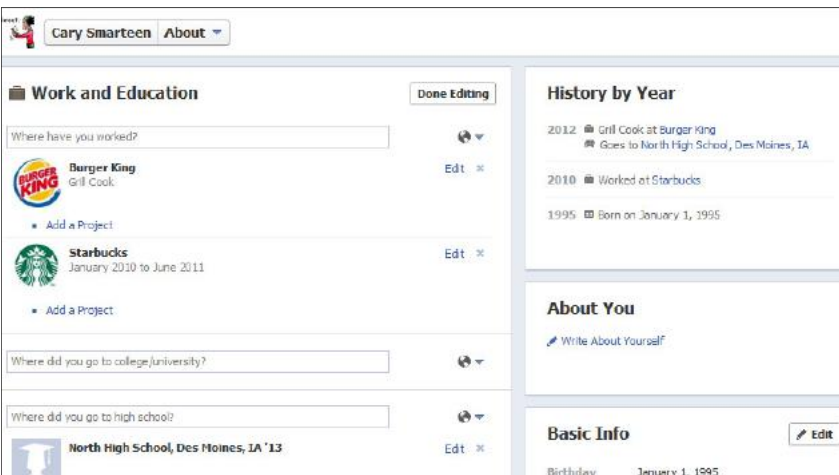 Cary Smarteen About
Work and Education
Done Editing
Where have you worked?
BURGER KING
Burger King
Edit
Grill Cook
Add a Project
Starbucks
Edit
January 2010 to June 2011
Add a Project
Where did you go to college/university?
Where did you go to high school?
North High School, Des Moines, IA '13
Edit
History by Year
2012 Grill Cook at Burger King
Goes to North High School, Des Moines, IA
2010 Worked at Starbucks
1995 Born on January 1, 1995
About You
Write About Yourself
Basic Info
Edit
Birthday January 1, 1995